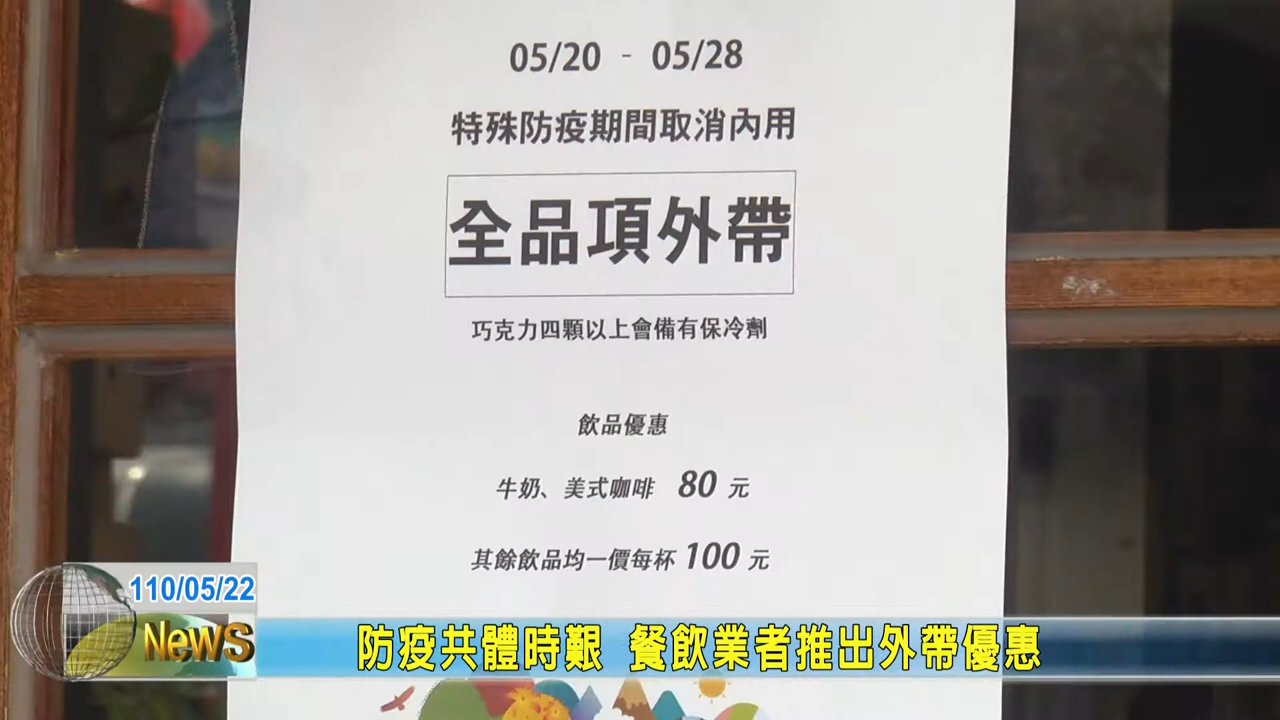 05/20 - 05/28
特殊防疫期間取消內用
全品項外帶
巧克力四顆以上會備有保冷劑
飲品優惠
牛奶、美式咖啡 80 元
其餘飲品均一價每杯 100 元
110/05/22
NewS
防疫共體時艱 餐飲業者推出外帶優惠